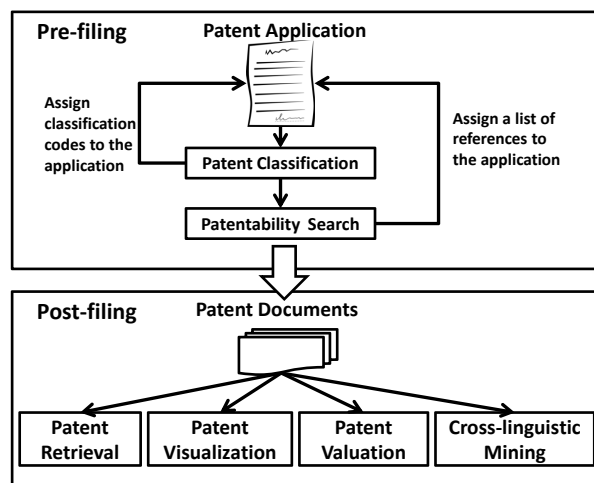 Pre-filing
Patent Application
Assign
classification
codes to the
application
Assign a list of
references to
the application
Patent Classification
Patentability Search
Post-filing
Patent Documents
Patent
Retrieval
Patent
Visualization
Patent
Valuation
Cross-linguistic
Mining